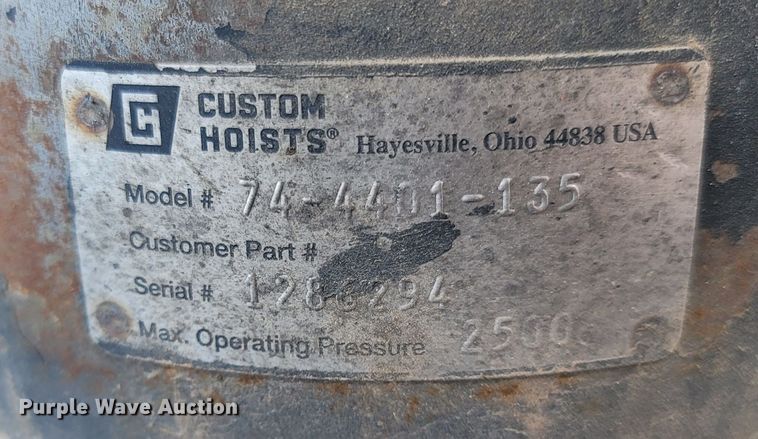 CUSTOM
HOISTS® Hayesville, Ohio 44838 USA
Model # 74-4401-135
Customer Part #
Serial #
Max. Operating Pressure 2500
Purple Wave Auction